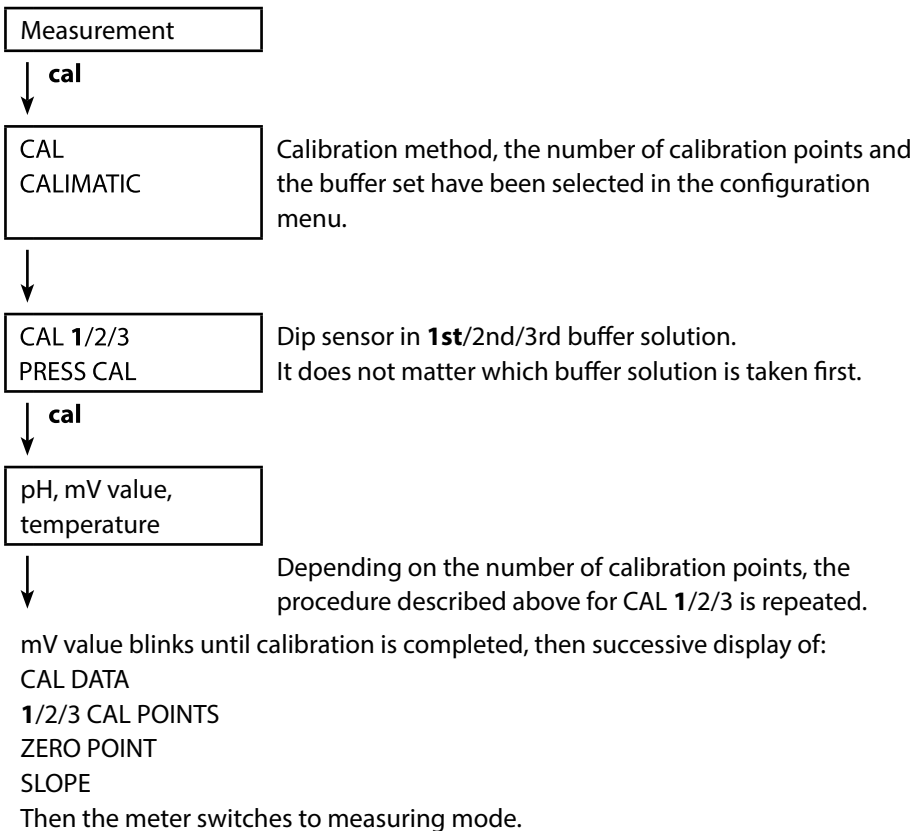 Measurement
cal
CAL
CALIMATIC
Calibration method, the number of calibration points and
the buffer set have been selected in the configuration
menu.
CAL 1/2/3
PRESS CAL
Dip sensor in 1st/2nd/3rd buffer solution.
It does not matter which buffer solution is taken first.
cal
pH, mV value,
temperature
Depending on the number of calibration points, the
procedure described above for CAL 1/2/3 is repeated.
mV value blinks until calibration is completed, then successive display of:
CAL DATA
1/2/3 CAL POINTS
ZERO POINT
SLOPE
Then the meter switches to measuring mode.